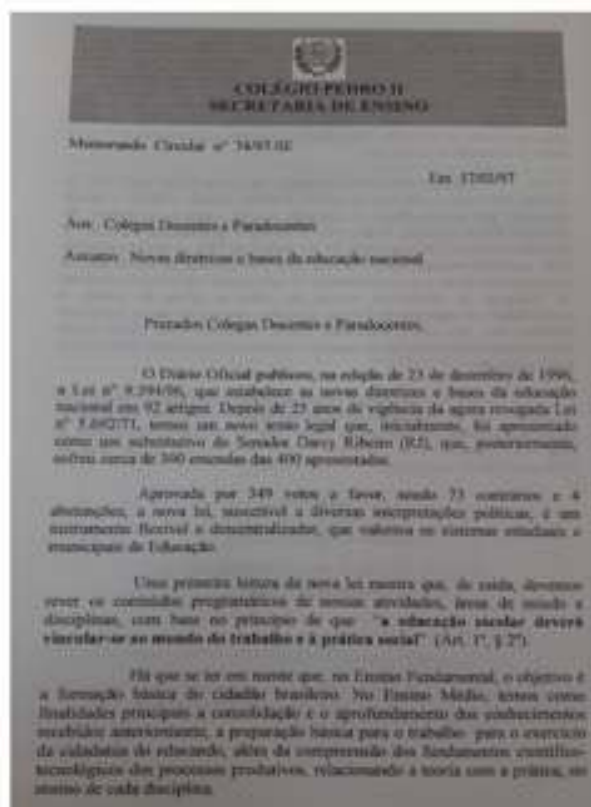 COLÉGIO PEDRO II
SECRETARIA DE ENSINO
Memorando Circular nº
Em
Aos Colegas Docentes e Paradocentes
Assunto Novas diretrizes e bases da educação nacional
Prezados Colegas Docentes e Paradocentes,
O Diário Oficial publicou, na edição de 23 de dezembro de 1996,
a Lei nº 9.394/96, que estabelece as novas diretrizes e bases da educação
nacional em 92 artigos. Depois de 25 anos de vigência da agora revogada Lei
nº 5.692/71, temos um novo texto legal que, inicialmente, foi apresentado
como um substitutivo do Senador Darcy Ribeiro (RJ), que, posteriormente,
sofreu cerca de 300 emendas das 400 apresentadas.
Aprovada por 349 votos a favor, sendo 73 contrários e 4
abstenções, a nova lei, suscetível a diversas interpretações políticas, é um
instrumento flexível e descentralizador, que valoriza os sistemas estaduais e
municipais de Educação.
Uma primeira leitura da nova lei mostra que, de saída, devemos
rever os conteúdos programáticos de nossas atividades, áreas de estudo e
disciplinas, com base no princípio de que "a educação escolar deverá
vincular-se ao mundo do trabalho e à prática social" (Art. 1º, § 2º).
Há que se ter em mente que, no Ensino Fundamental, o objetivo é
a formação básica do cidadão brasileiro. No Ensino Médio, temos como
finalidades principais a consolidação e o aprofundamento dos conhecimentos
recebidos anteriormente, a preparação básica para o trabalho para o exercício
da cidadania do educando, além da compreensão dos fundamentos científico-
tecnológicos dos processos produtivos, relacionando a teoria com a prática, no
ensino de cada disciplina.